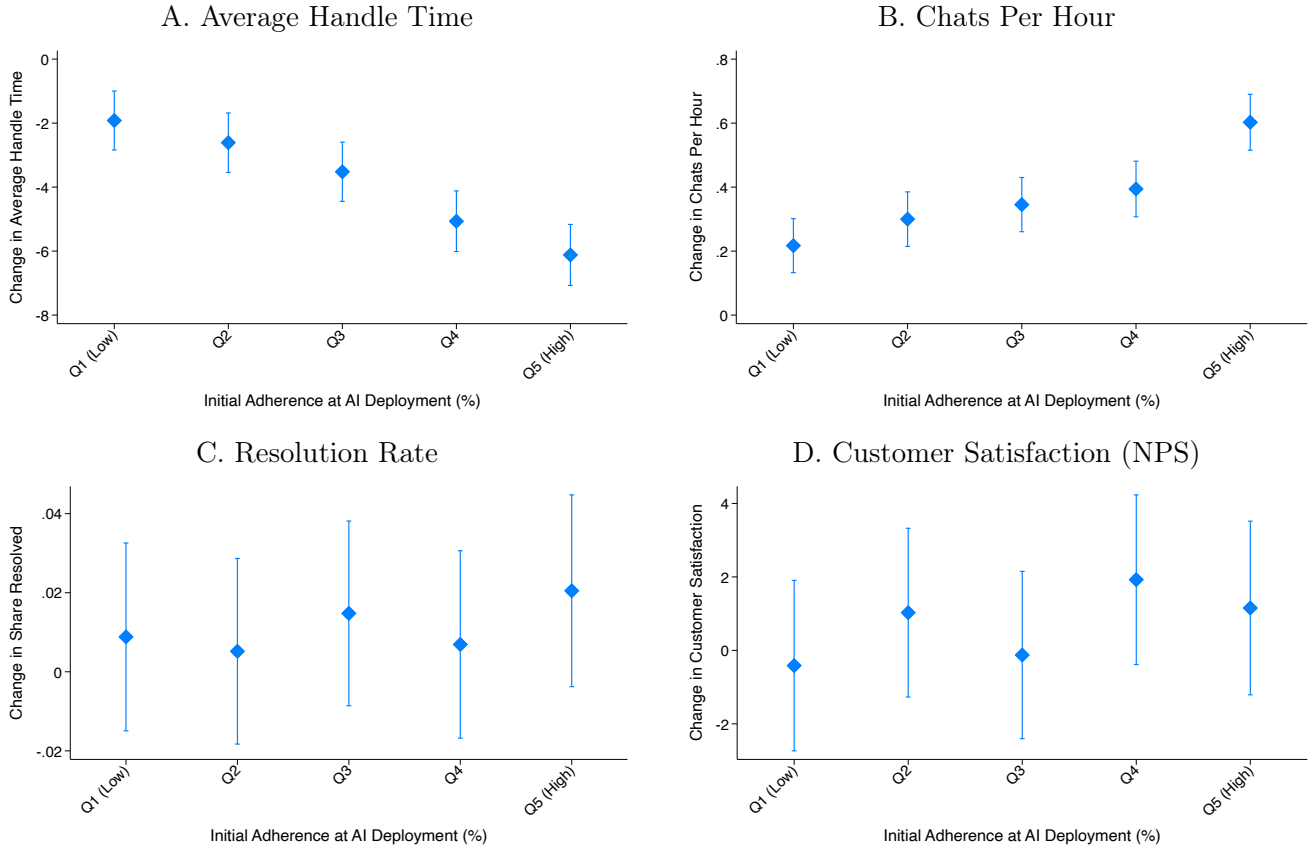 A. Average Handle Time
Change in Average Handle Time
0
-2
-4
-6
-8
Q1 (Low)
Q2
Q3
Q4
Q5 (High)
Initial Adherence at AI Deployment (%)
B. Chats Per Hour
Change in Chats Per Hour
.8
.6
.4
.2
0
Q1 (Low)
Q2
Q3
Q4
Q5 (High)
Initial Adherence at AI Deployment (%)
C. Resolution Rate
Change in Share Resolved
.04
.02
0
-.02
Q1 (Low)
Q2
Q3
Q4
Q5 (High)
Initial Adherence at AI Deployment (%)
D. Customer Satisfaction (NPS)
Change in Customer Satisfaction
4
2
0
-2
Q1 (Low)
Q2
Q3
Q4
Q5 (High)
Initial Adherence at AI Deployment (%)